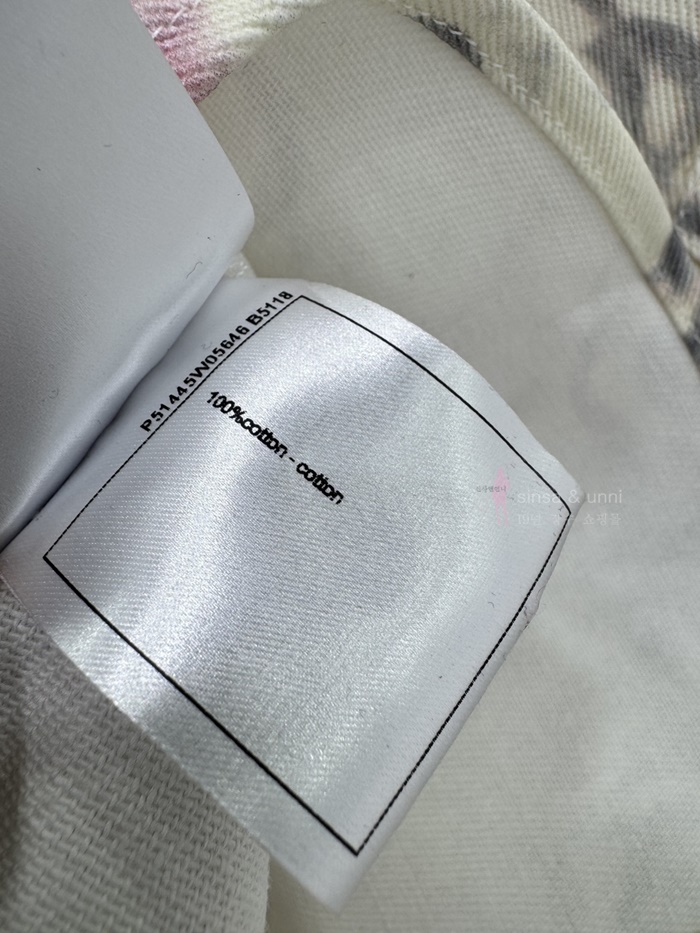 P51445W05646 B5118
100%cotton - cotton
sinsa & unni